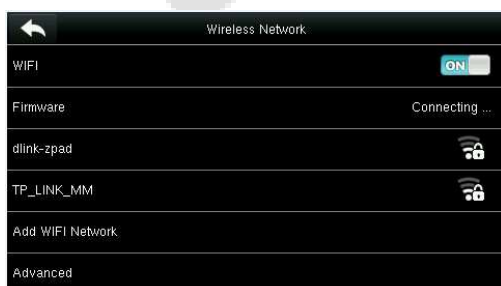 Wireless Network
WIFI ON
Firmware Connecting ...
dlink-zpad
TP_LINK_MM
Add WIFI Network
Advanced